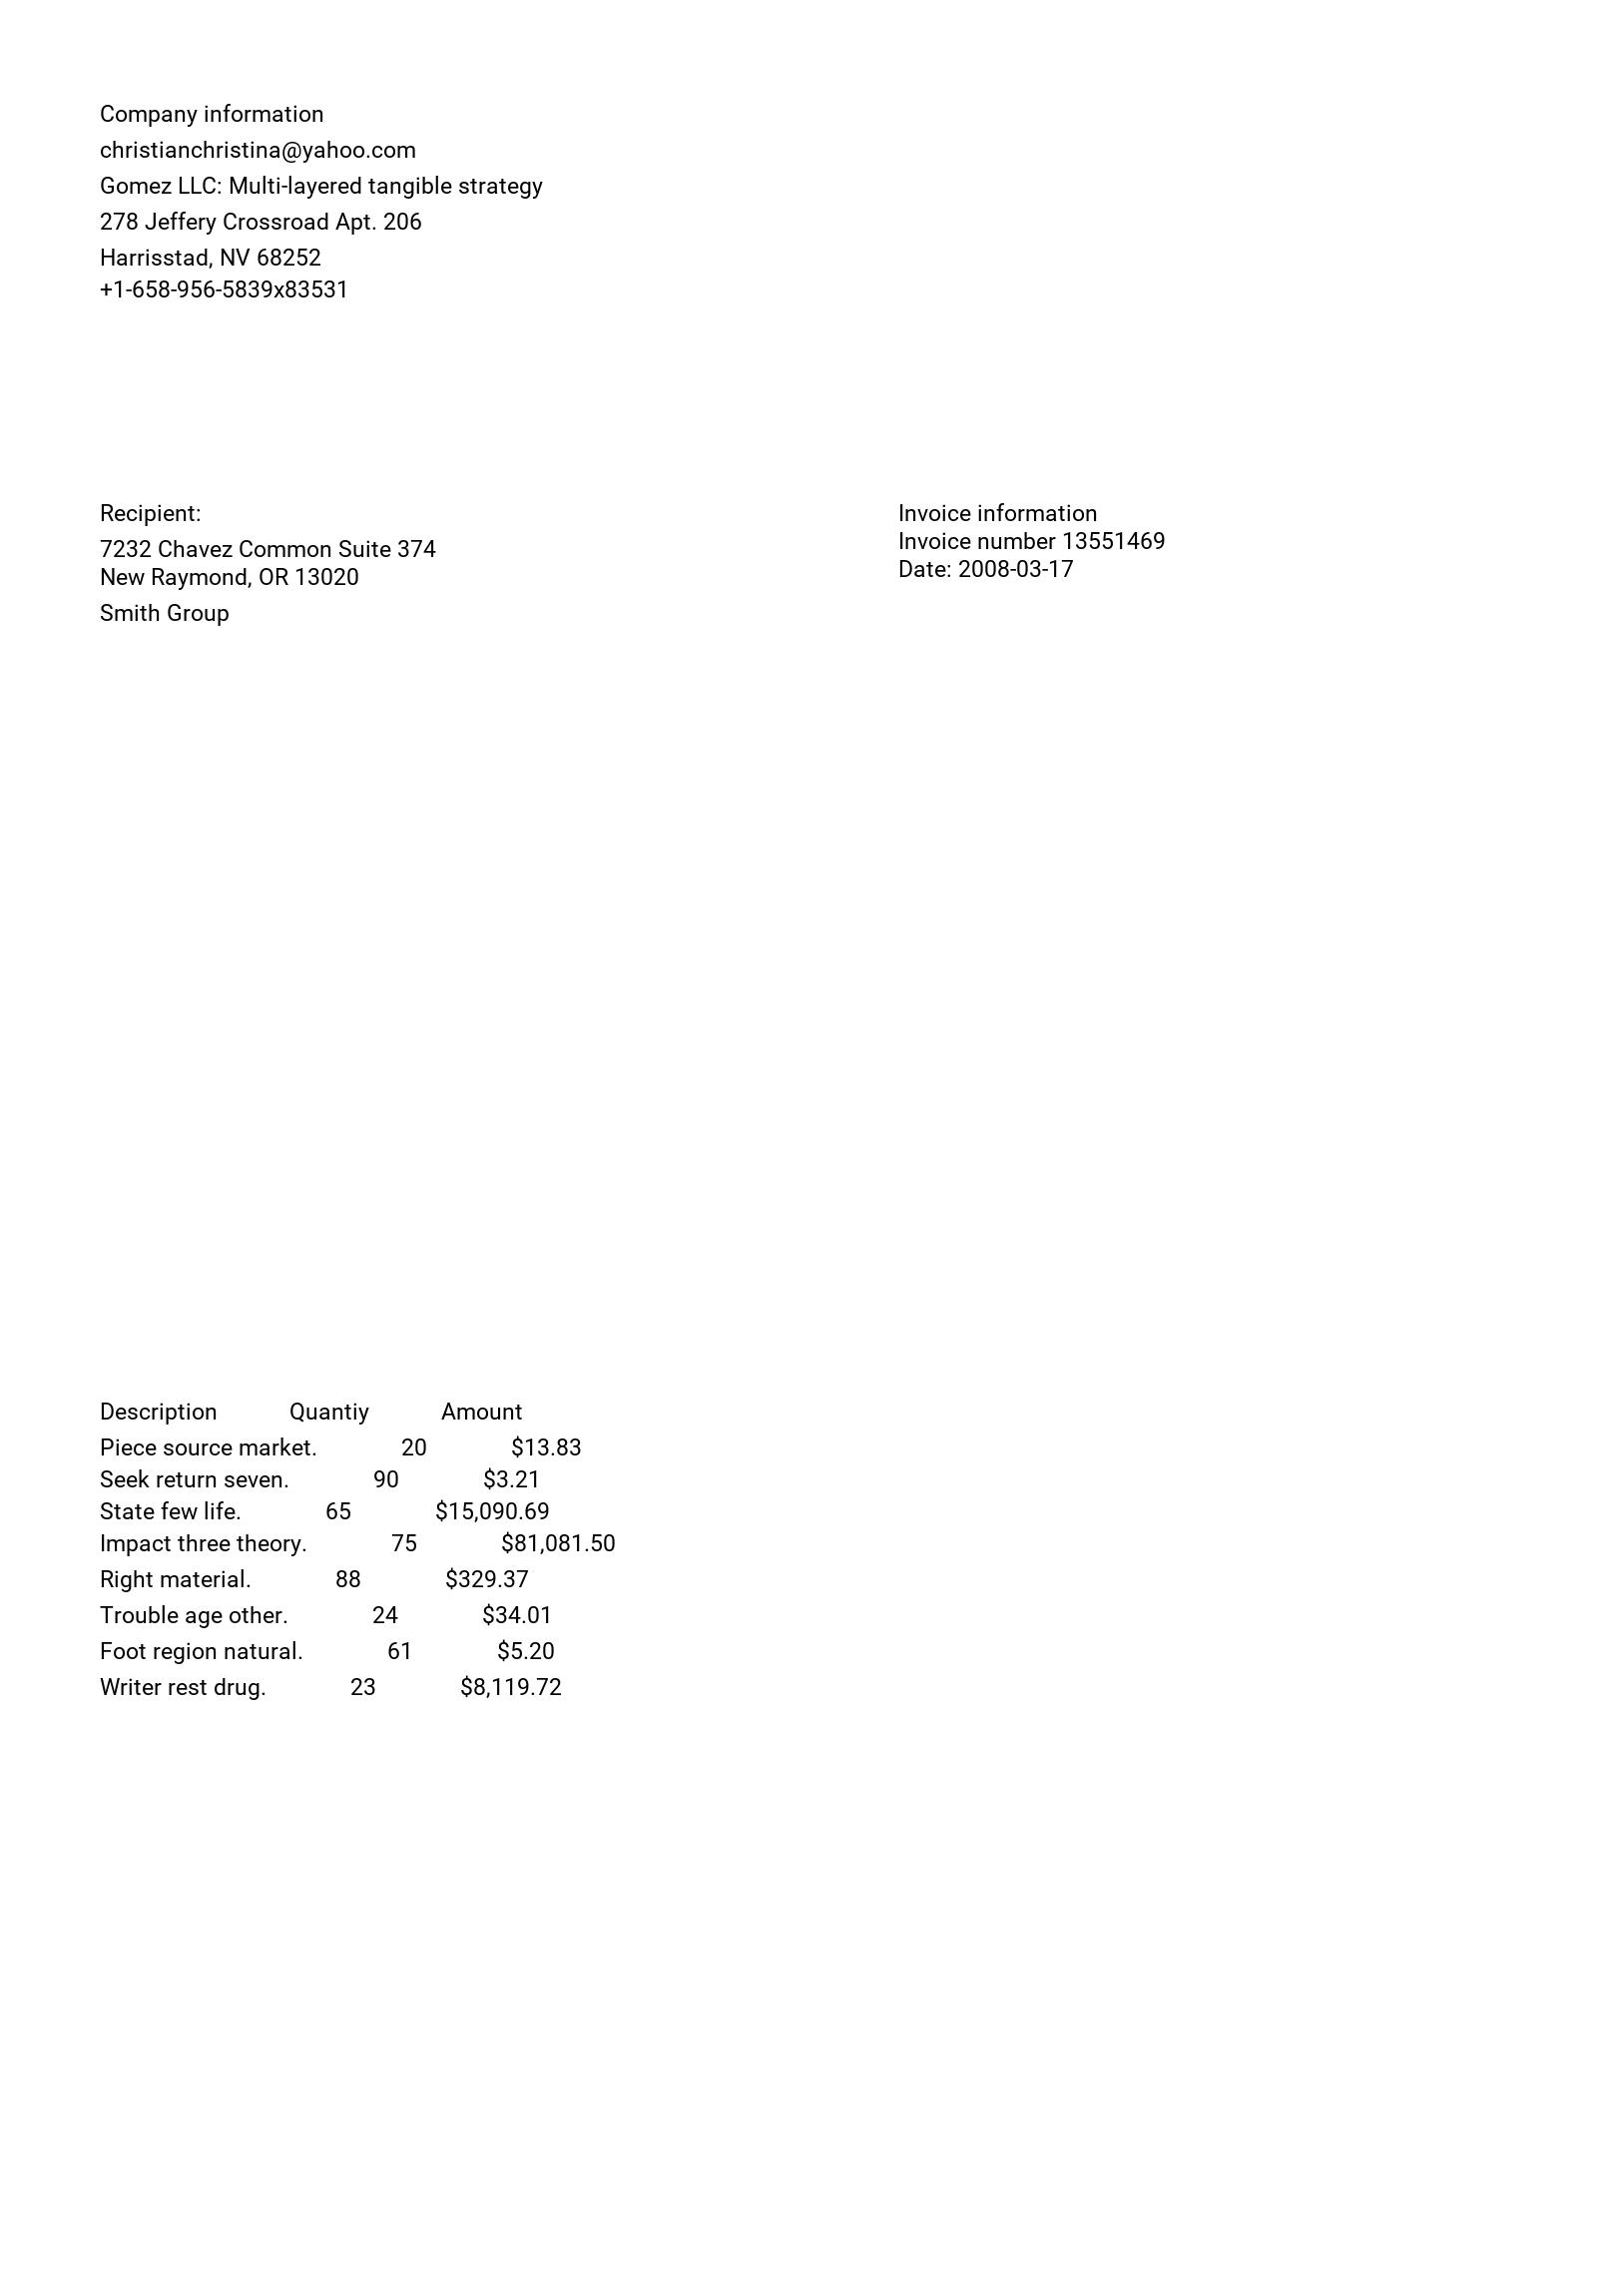 Company information
christianchristina@yahoo.com
Gomez LLC: Multi-layered tangible strategy
278 Jeffery Crossroad Apt. 206
Harrisstad, NV 68252
+1-658-956-5839x83531
Recipient:
7232 Chavez Common Suite 374
New Raymond, OR 13020
Smith Group
Invoice information
Invoice number 13551469
Date: 2008-03-17
Description Quantiy Amount
Piece source market. 20 $13.83
Seek return seven. 90 $3.21
State few life. 65 $15,090.69
Impact three theory. 75 $81,081.50
Right material. 88 $329.37
Trouble age other. 24 $34.01
Foot region natural. 61 $5.20
Writer rest drug. 23 $8,119.72